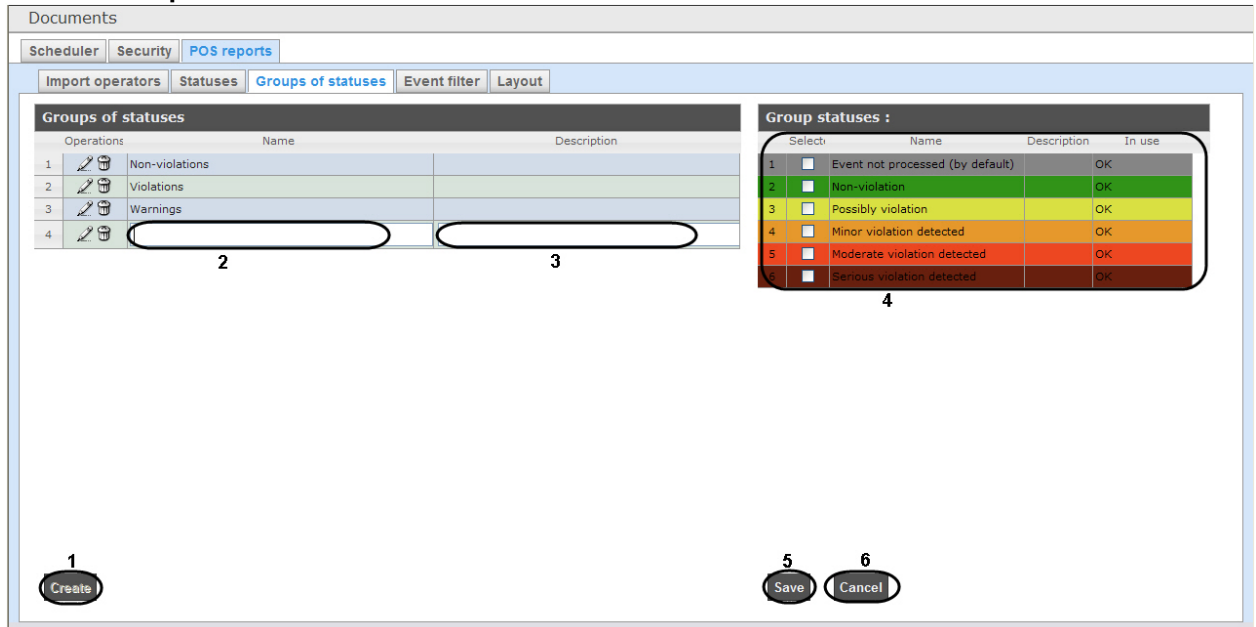 Documents
Scheduler Security POS reports
Import operators Statuses Groups of statuses Event filter Layout
Groups of statuses
Operations Name Description
1 Non-violations
2 Violations
3 Warnings
4
2 3
Group statuses :
Select Name Description In use
1 Event not processed (by default) OK
2 Non-violation OK
3 Possibly violation OK
4 Minor violation detected OK
5 Moderate violation detected OK
6 Serious violation detected OK
4
1
Create
5 6
Save Cancel